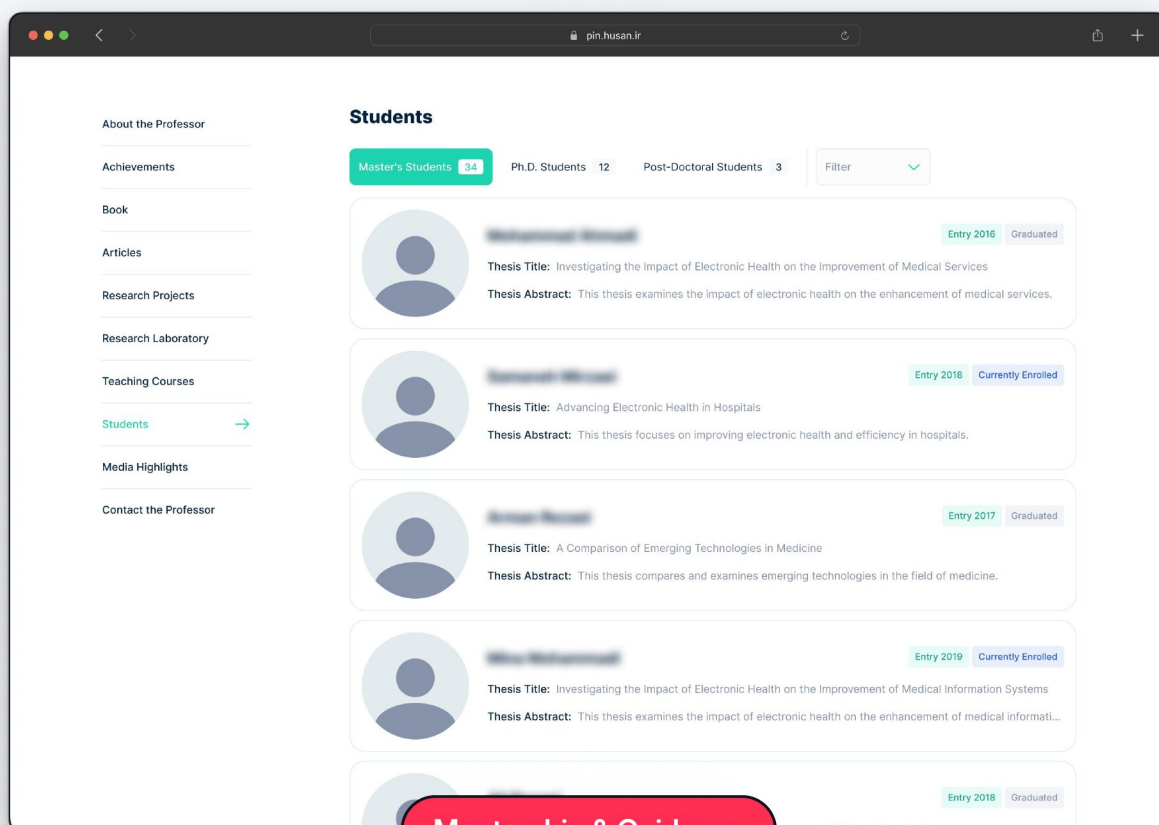 pin.husan.ir
About the Professor
Achievements
Book
Articles
Research Projects
Research Laboratory
Teaching Courses
Students
Media Highlights
Contact the Professor
Students
Master's Students 34 Ph.D. Students 12 Post-Doctoral Students 3 Filter
Entry 2016 Graduated
Thesis Title: Investigating the Impact of Electronic Health on the Improvement of Medical Services
Thesis Abstract: This thesis examines the impact of electronic health on the enhancement of medical services.
Entry 2018 Currently Enrolled
Thesis Title: Advancing Electronic Health in Hospitals
Thesis Abstract: This thesis focuses on improving electronic health and efficiency in hospitals.
Entry 2017 Graduated
Thesis Title: A Comparison of Emerging Technologies in Medicine
Thesis Abstract: This thesis compares and examines emerging technologies in the field of medicine.
Entry 2019 Currently Enrolled
Thesis Title: Investigating the Impact of Electronic Health on the Improvement of Medical Information Systems
Thesis Abstract: This thesis examines the impact of electronic health on the enhancement of medical informati...
Entry 2018 Graduated